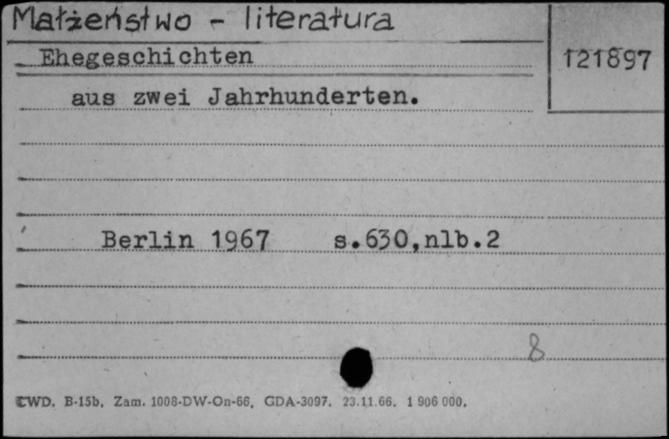 Małżeństwo - literatura
Ehegeschichten
121897
aus zwei Jahrhunderten.
Berlin 1967 s.630,nlb.2
8
CWD. B-15b. Zam. 1008-DW-On-66. GDA-3097. 23.11.66. 1 906 000.